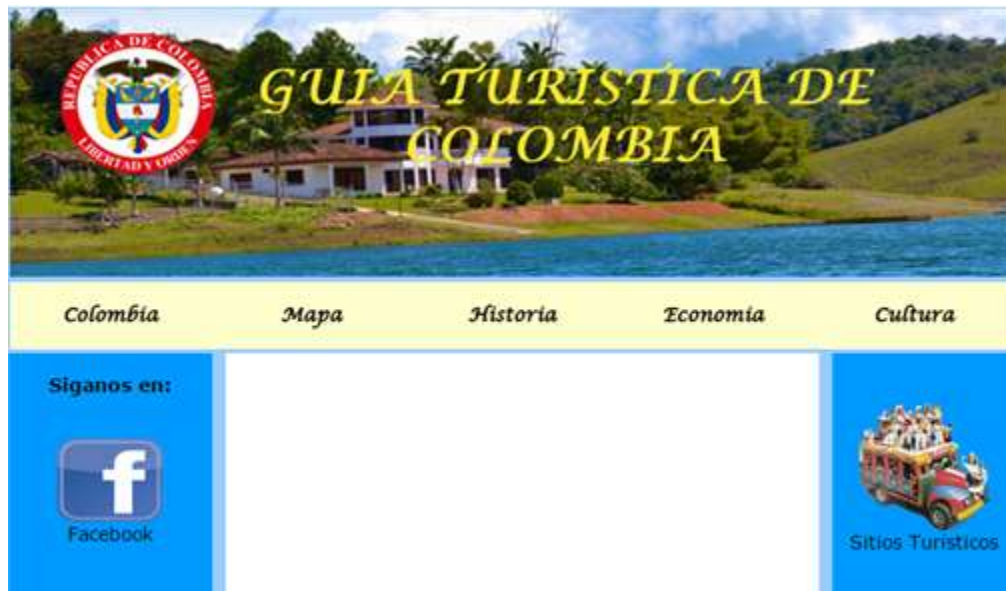 REPUBLICA DE COLOMBIA
LIBERTAD Y ORDEN
GUIA TURISTICA DE
COLOMBIA
Colombia Mapa Historia Economia Cultura
Siganos en:
f
Facebook
Sitios Turisticos